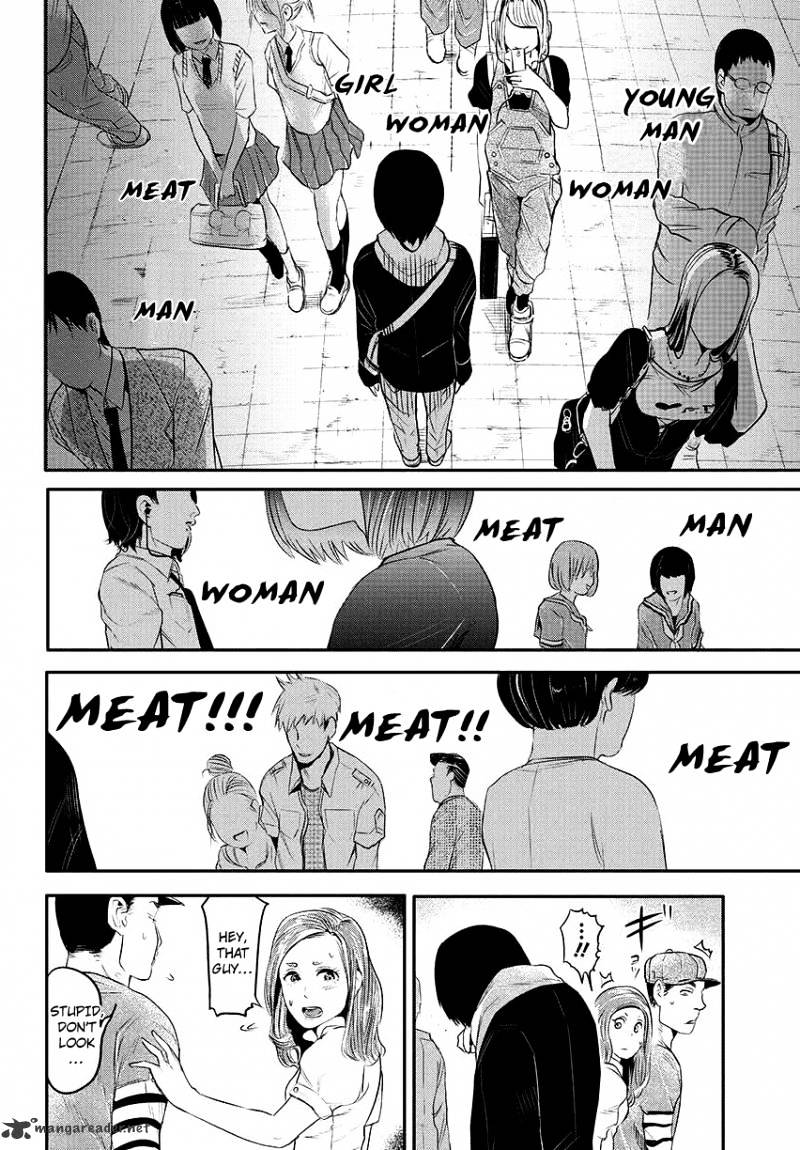 GIRL
WOMAN
YOUNG
MAN
MEAT
WOMAN
MAN
WOMAN
MEAT
MAN
MEAT!!!
MEAT!!
MEAT
HEY,
THAT
GUY...
STUPID,
DON'T
LOOK
...
...!!
mangareader.net